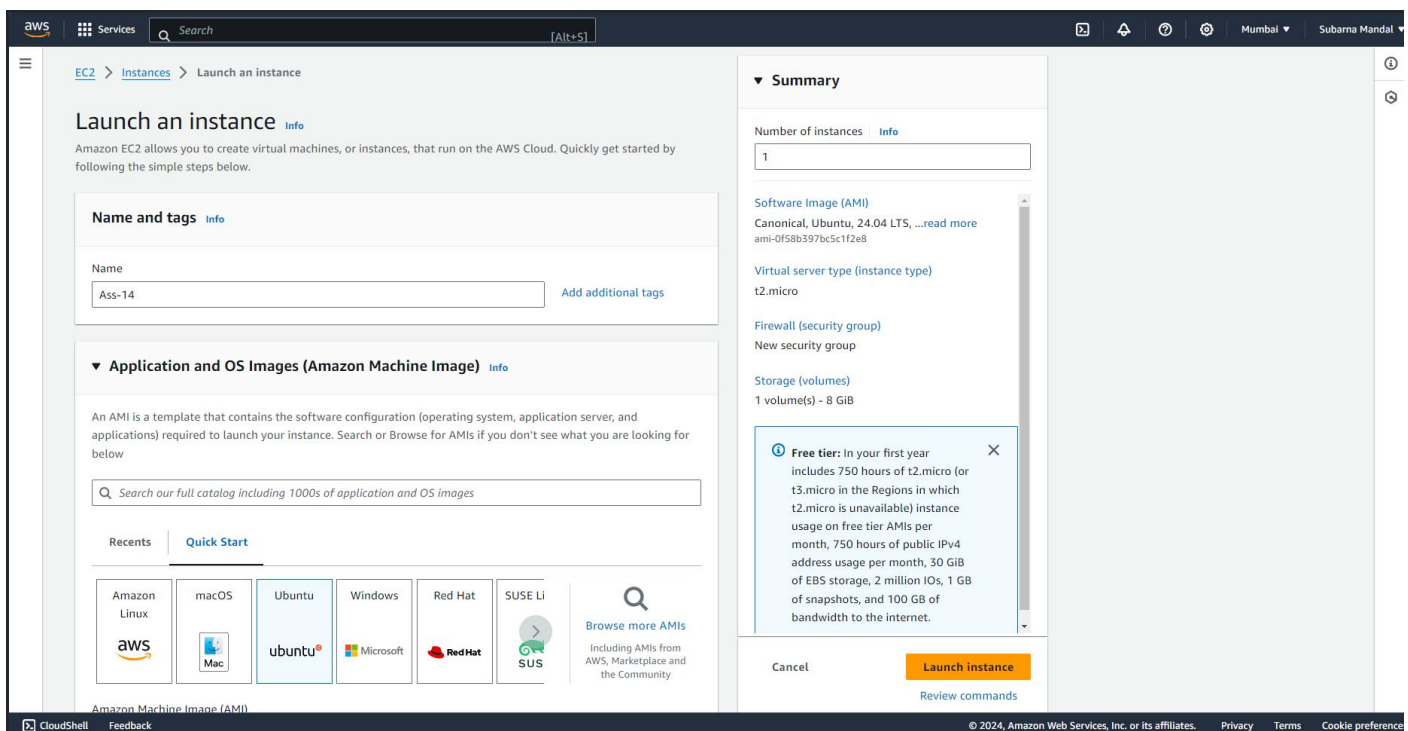 aws
Services
Search
[Alt+S]
Mumbai
Subarna Mandal
EC2 > Instances > Launch an instance
Launch an instance Info
Amazon EC2 allows you to create virtual machines, or instances, that run on the AWS Cloud. Quickly get started by
following the simple steps below.
Name and tags Info
Name
Ass-14
Add additional tags
Application and OS Images (Amazon Machine Image) Info
An AMI is a template that contains the software configuration (operating system, application server, and
applications) required to launch your instance. Search or Browse for AMIs if you don't see what you are looking for
below
Search our full catalog including 1000s of application and OS images
Recents
Quick Start
Amazon
Linux
aws
macOS
Mac
Ubuntu
ubuntu
Windows
Microsoft
Red Hat
Red Hat
SUSE Li
SUS
Browse more AMIs
Including AMIs from
AWS, Marketplace and
the Community
Amazon Machine Image (AMI)
Summary
Number of instances Info
1
Software Image (AMI)
Canonical, Ubuntu, 24.04 LTS, ...read more
ami-0f58b397bc5c1f2e8
Virtual server type (instance type)
t2.micro
Firewall (security group)
New security group
Storage (volumes)
1 volume(s) - 8 GiB
Free tier: In your first year
includes 750 hours of t2.micro (or
t3.micro in the Regions in which
t2.micro is unavailable) instance
usage on free tier AMIs per
month, 750 hours of public IPv4
address usage per month, 30 GiB
of EBS storage, 2 million IOs, 1 GB
of snapshots, and 100 GB of
bandwidth to the internet.
Cancel
Launch instance
Review commands
CloudShell
Feedback
© 2024, Amazon Web Services, Inc. or its affiliates.
Privacy
Terms
Cookie preference